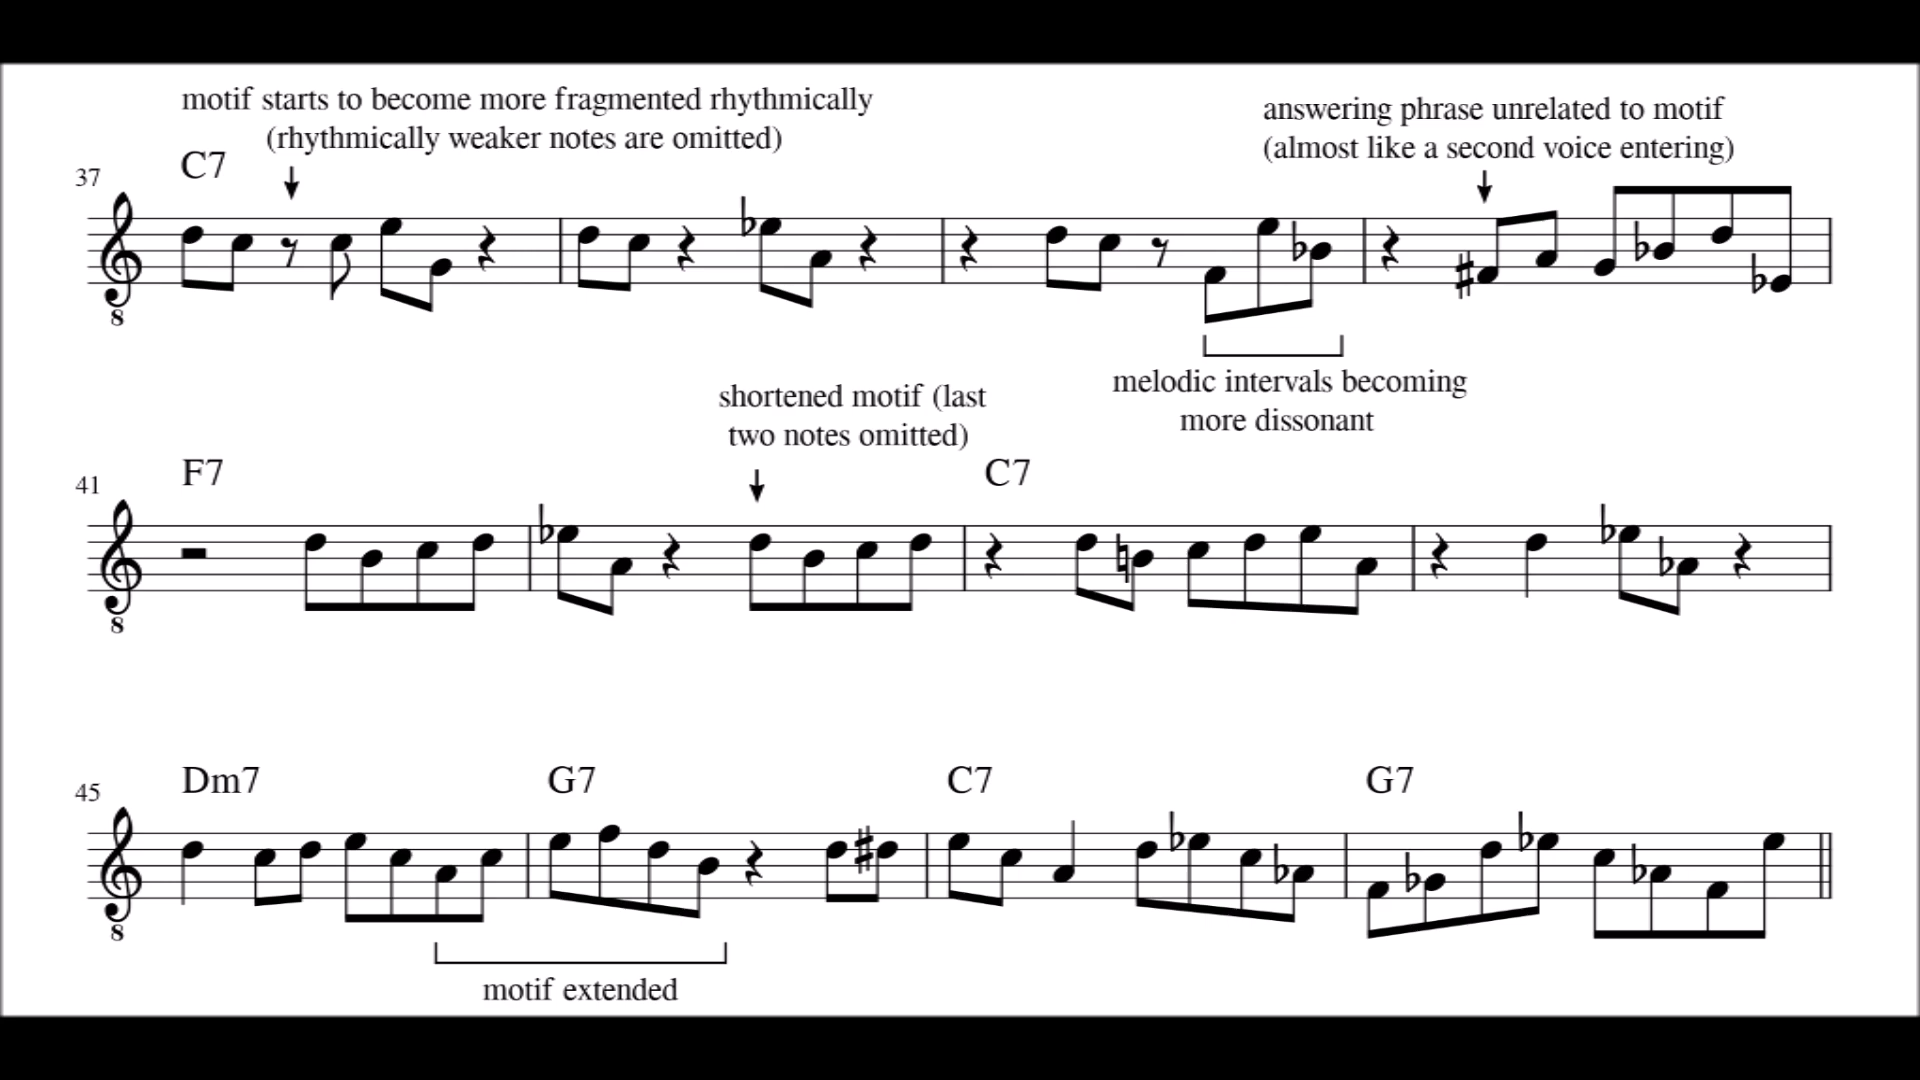 motif starts to become more fragmented rhythmically
(rhythmically weaker notes are omitted)
answering phrase unrelated to motif
(almost like a second voice entering)
37
C7
8
melodic intervals becoming
more dissonant
shortened motif (last
two notes omitted)
41
F7
C7
8
45
Dm7
G7
C7
G7
8
motif extended